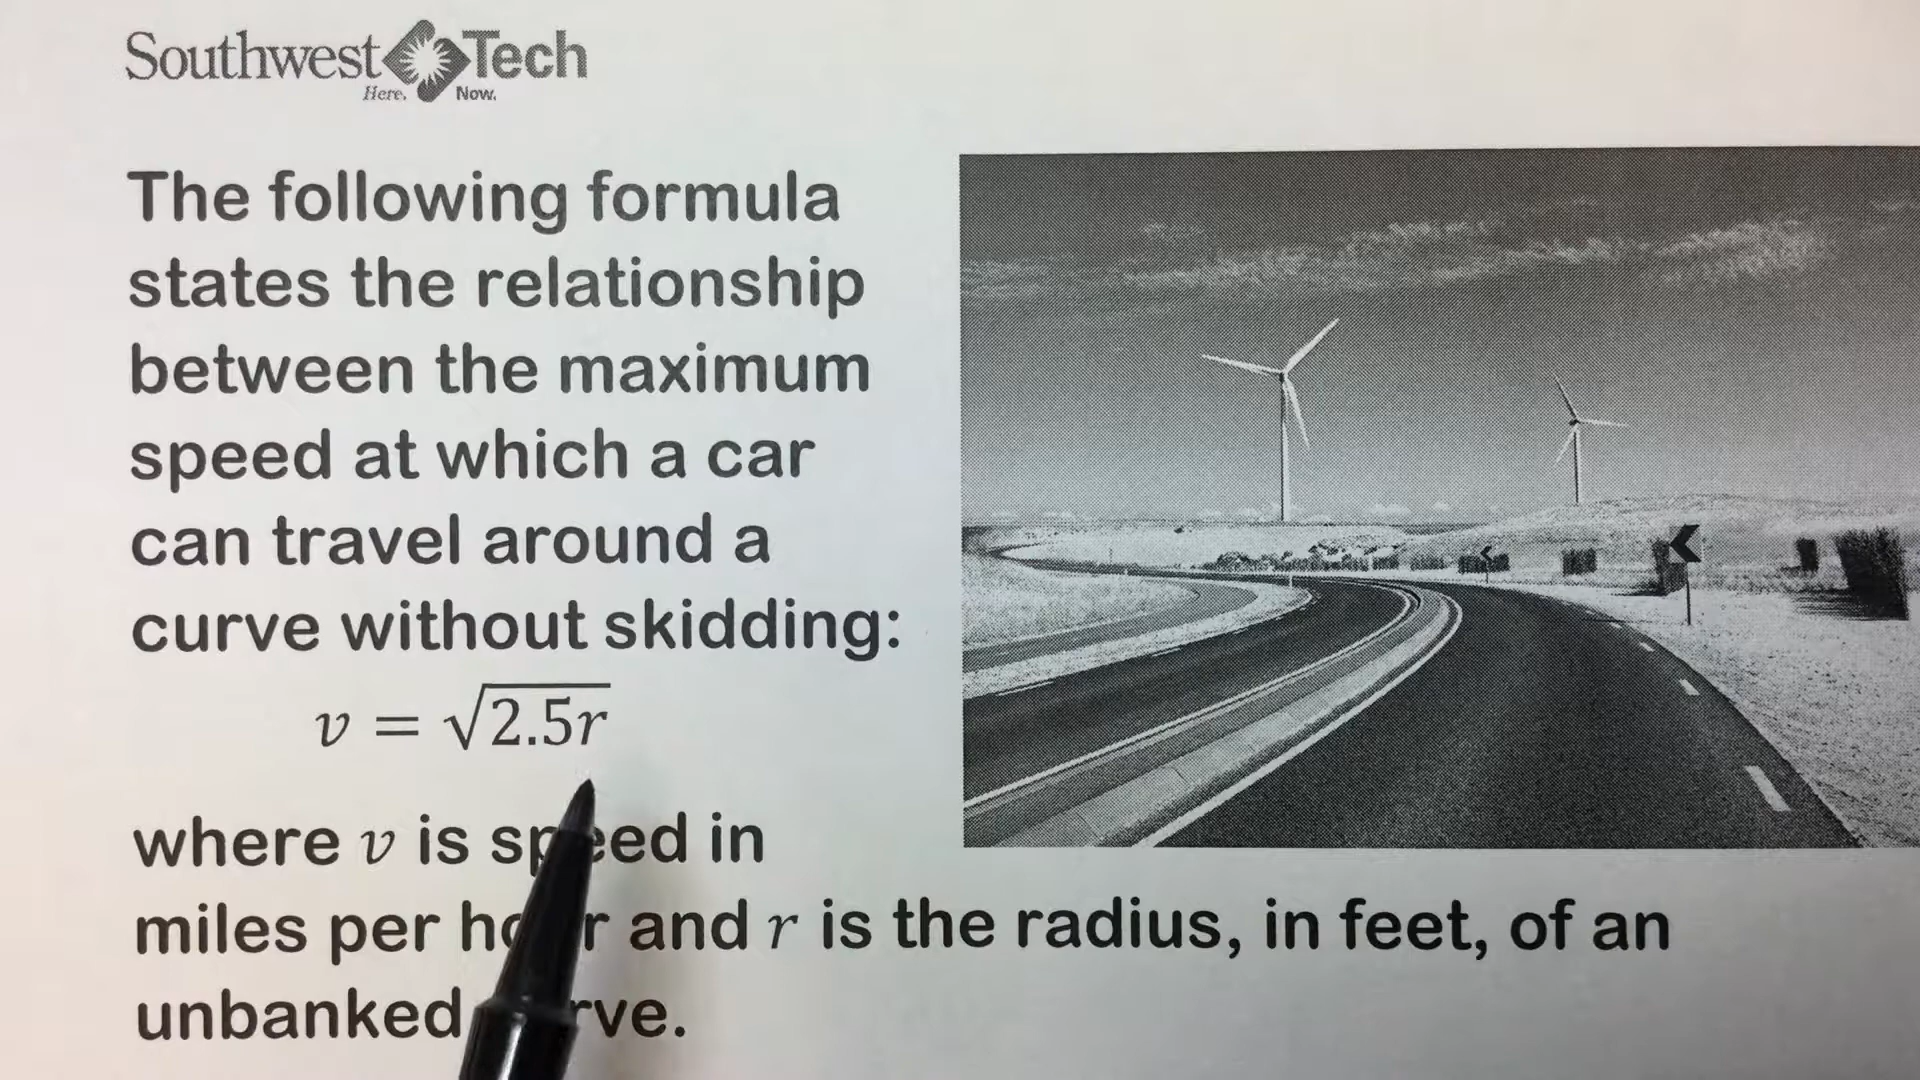 Southwest Tech
Here. Now.
The following formula
states the relationship
between the maximum
speed at which a car
can travel around a
curve without skidding:
v = √2.5r
where v is speed in
miles per and r is the radius, in feet, of an
unbanked